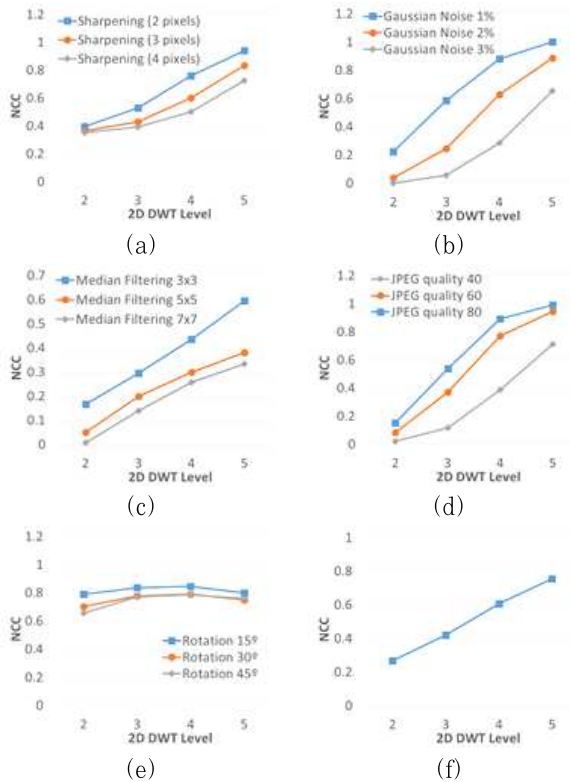 1.2
1
0.8
0.6
0.4
0.2
0
NCC
Sharpening (2 pixels)
Sharpening (3 pixels)
Sharpening (4 pixels)
2 3 4 5
2D DWT Level
(a)
1
0.8
0.6
0.4
0.2
0
NCC
Gaussian Noise 1%
Gaussian Noise 2%
Gaussian Noise 3%
2 3 4 5
2D DWT Level
(b)
0.7
0.6
0.5
0.4
0.3
0.2
0.1
0
NCC
Median Filtering 3x3
Median Filtering 5x5
Median Filtering 7x7
2 3 4 5
2D DWT Level
(c)
1.2
1
0.8
0.6
0.4
0.2
0
NCC
JPEG quality 40
JPEG quality 60
JPEG quality 80
2 3 4 5
2D DWT Level
(d)
1.2
1
0.8
0.6
0.4
0.2
0
NCC
Rotation 15º
Rotation 30º
Rotation 45º
2 3 4 5
2D DWT Level
(e)
1
0.8
0.6
0.4
0.2
0
NCC
2 3 4 5
2D DWT Level
(f)